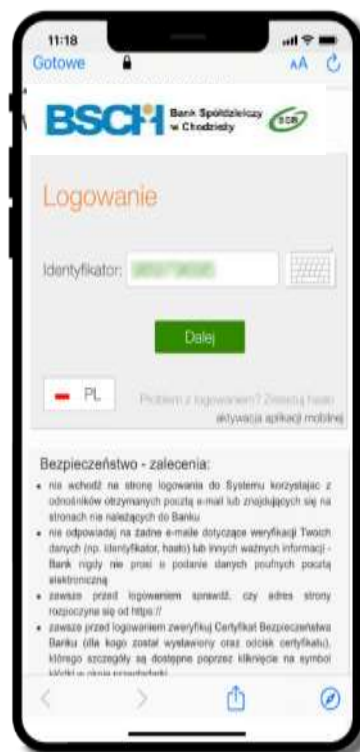 11:18
Gotowe AA
BSCH Bank Spółdzielczy
w Chodzieży SGB
Logowanie
Identyfikator:
Dalej
PL
Problem z logowaniem? Zresetuj hasło
aktywacja aplikacji mobilnej
Bezpieczeństwo - zalecenia:
• nie wchodź na stronę logowania do Systemu korzystając z
odnośników otrzymanych pocztą e-mail lub znajdujących się na
stronach nie należących do Banku
• nie odpowiadaj na żadne e-maile dotyczące weryfikacji Twoich
danych (np. identyfikator, hasło) lub innych ważnych informacji -
Bank nigdy nie prosi o podanie danych poufnych pocztą
elektroniczną
• zawsze przed logowaniem sprawdź, czy adres strony
rozpoczyna się od https://
• zawsze przed logowaniem zweryfikuj Certyfikat Bezpieczeństwa
Banku (dla kogo został wystawiony oraz odcisk certyfikatu),
którego szczegóły są dostępne poprzez kliknięcie na symbol
kłódki w oknie przeglądarki